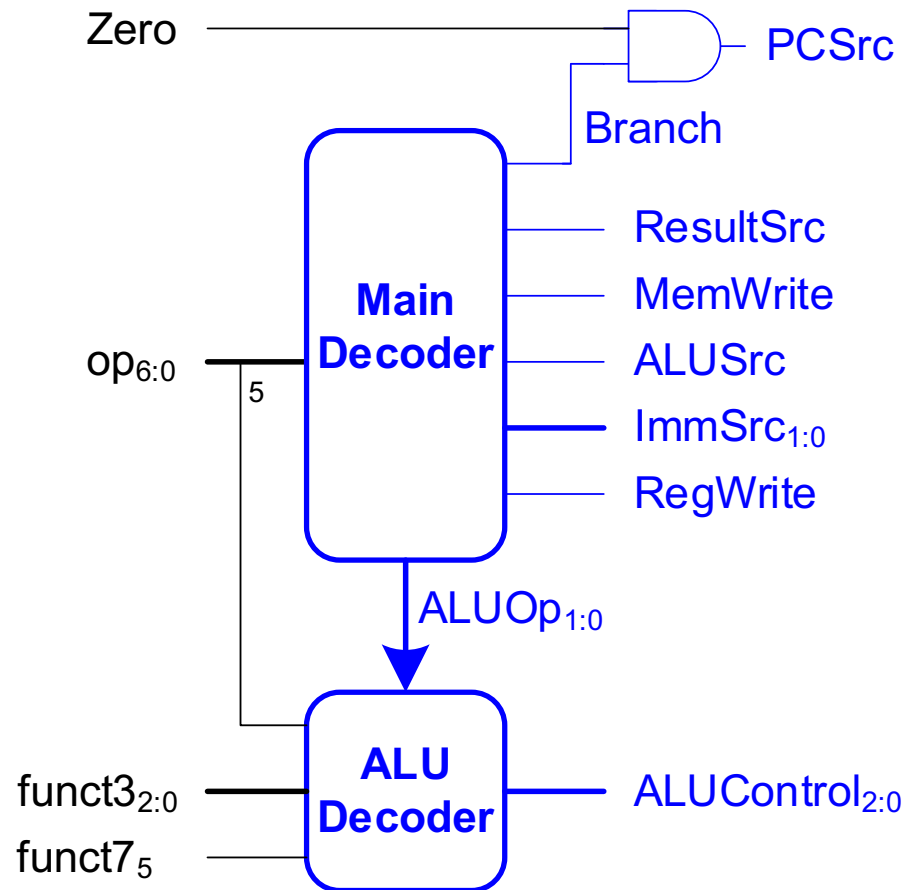 Zero
PCSrc
Branch
ResultSrc
Main
Decoder
MemWrite
op6:0
5
ALUSrc
ImmSrc1:0
RegWrite
ALUOp1:0
ALU
Decoder
funct32:0
ALUControl2:0
funct75